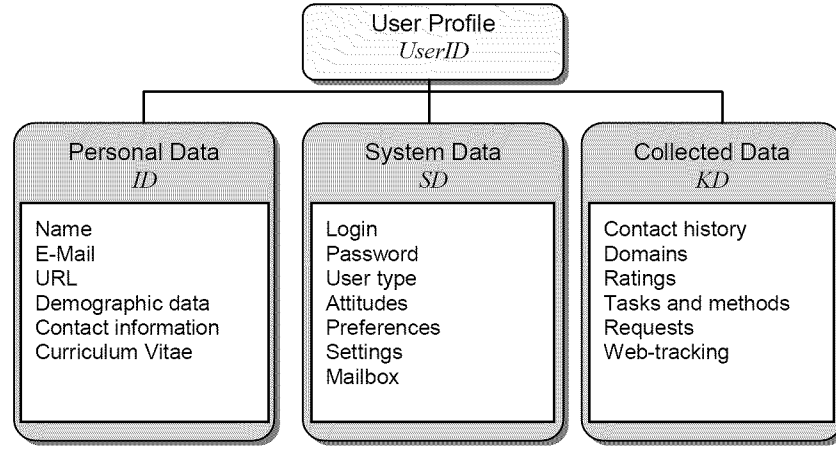 User Profile
UserID
Personal Data
ID
Name
E-Mail
URL
Demographic data
Contact information
Curriculum Vitae
System Data
SD
Login
Password
User type
Attitudes
Preferences
Settings
Mailbox
Collected Data
KD
Contact history
Domains
Ratings
Tasks and methods
Requests
Web-tracking